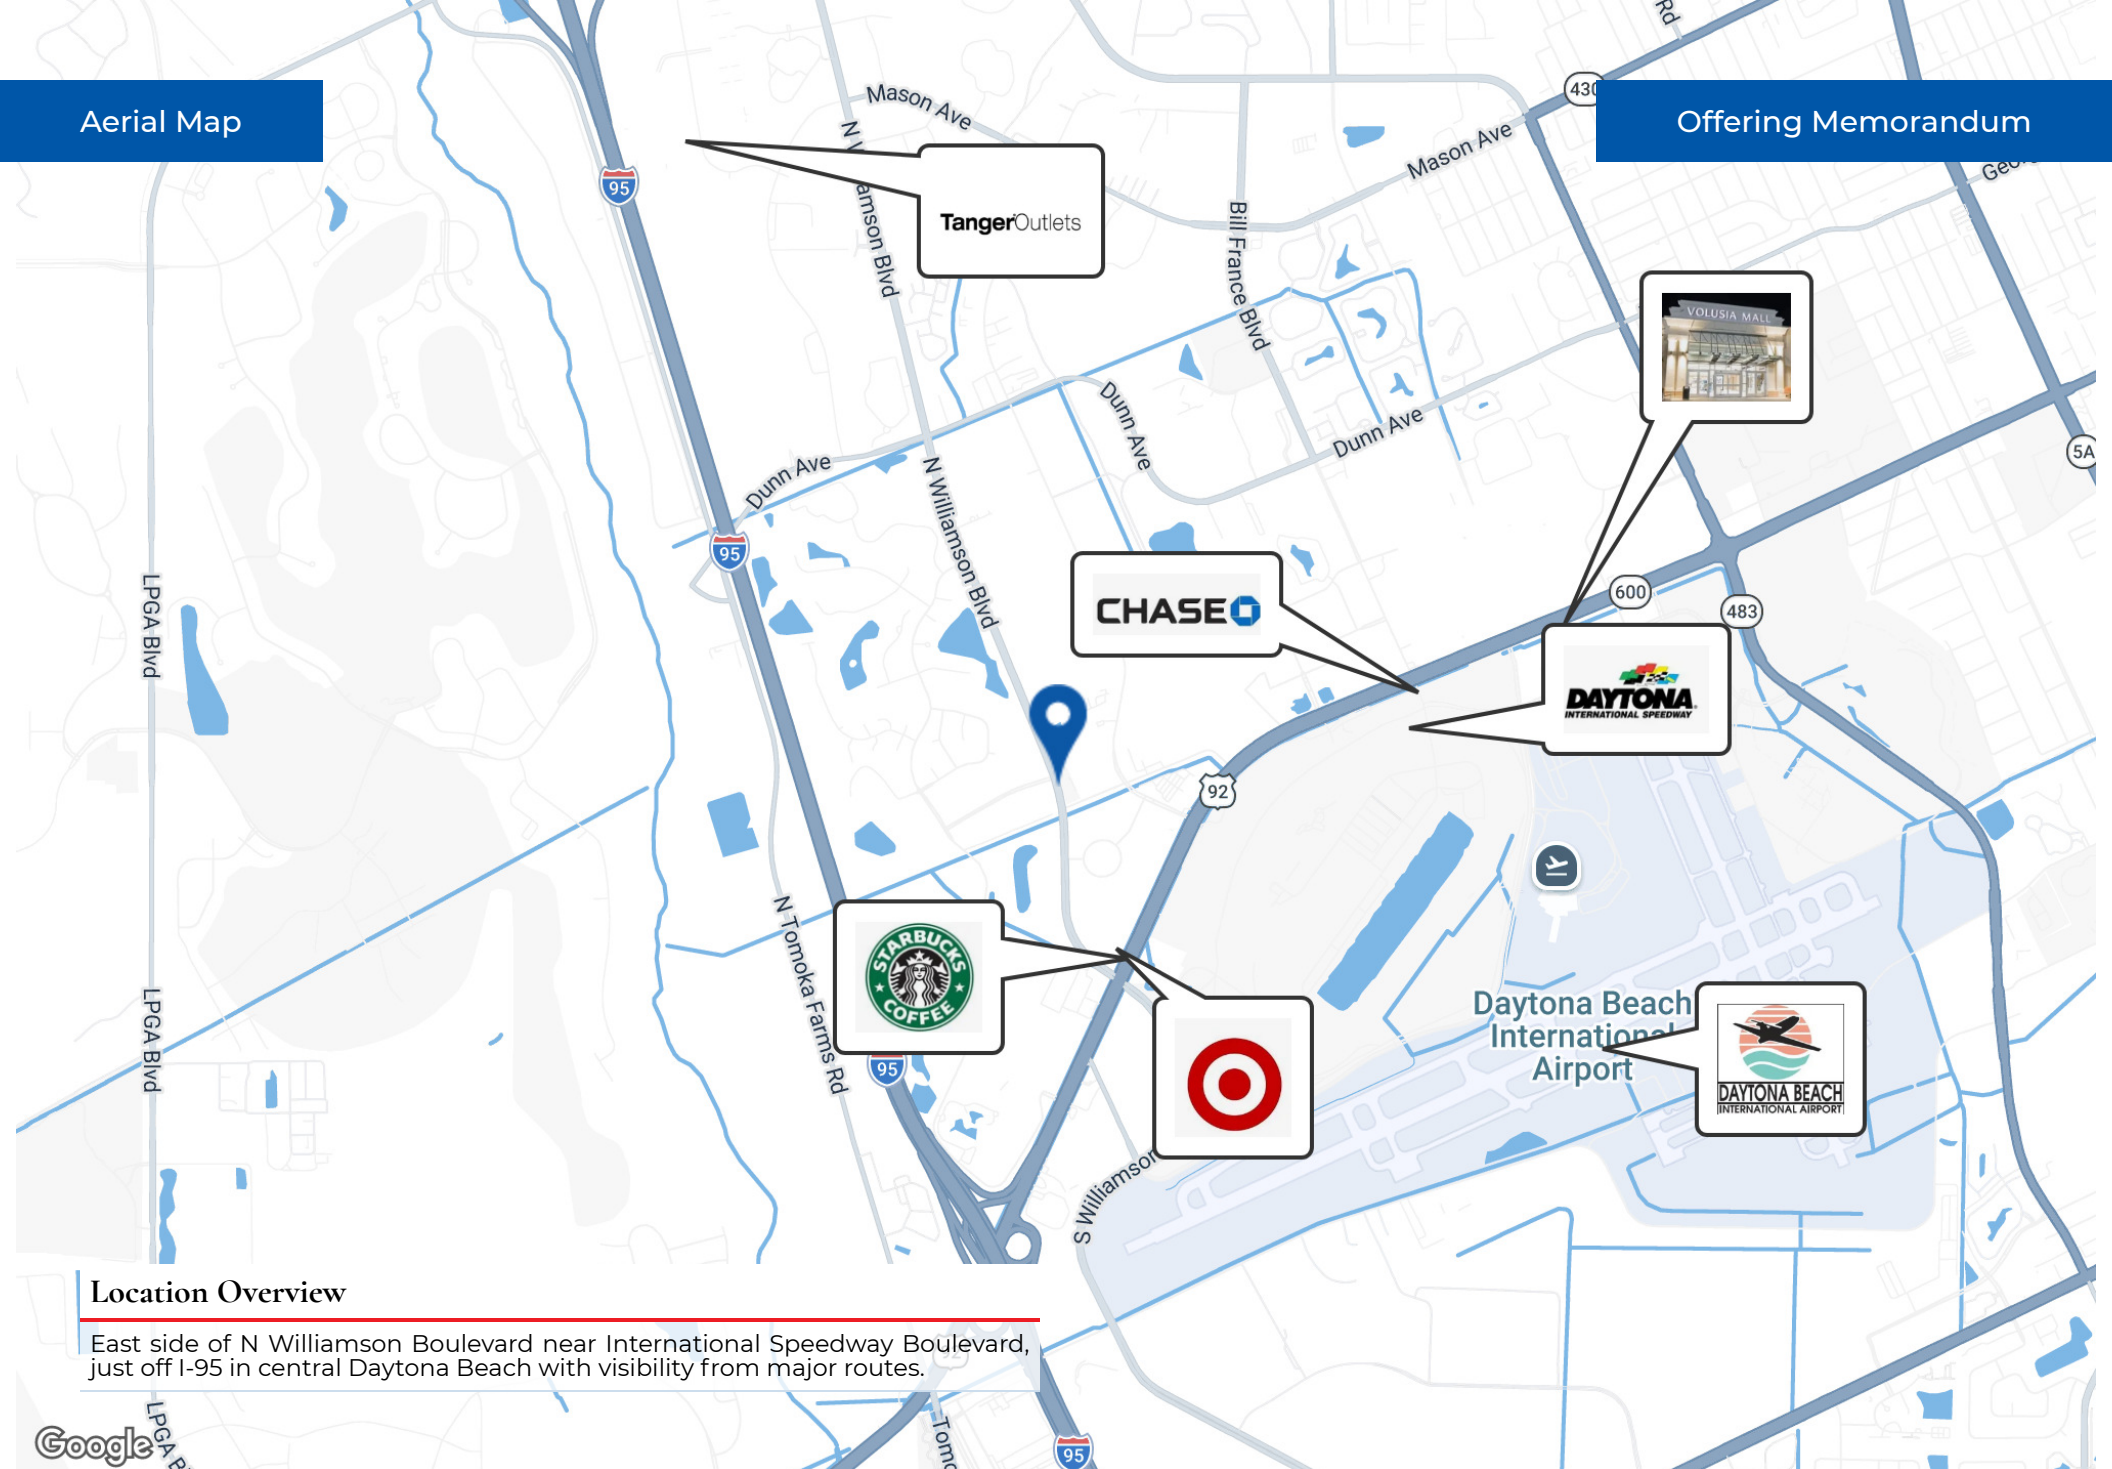 Aerial Map
Offering Memorandum
Rd
430
Mason Ave
Mason Ave
95
TangerOutlets
Bill France Blvd
VOLUSIA MALL
Dunn Ave
Dunn Ave
Dunn Ave
5A
N Williamson Blvd
95
CHASE
600
483
LPGA Blvd
DAYTONA
INTERNATIONAL SPEEDWAY
92
N Tomoka Farms Rd
STARBUCKS
COFFEE
95
LPGA Blvd
Daytona Beach
International
Airport
DAYTONA BEACH
INTERNATIONAL AIRPORT
S Williamson
Location Overview
East side of N Williamson Boulevard near International Speedway Boulevard,
just off I-95 in central Daytona Beach with visibility from major routes.
92
LPGA B
Tomo
95
Google